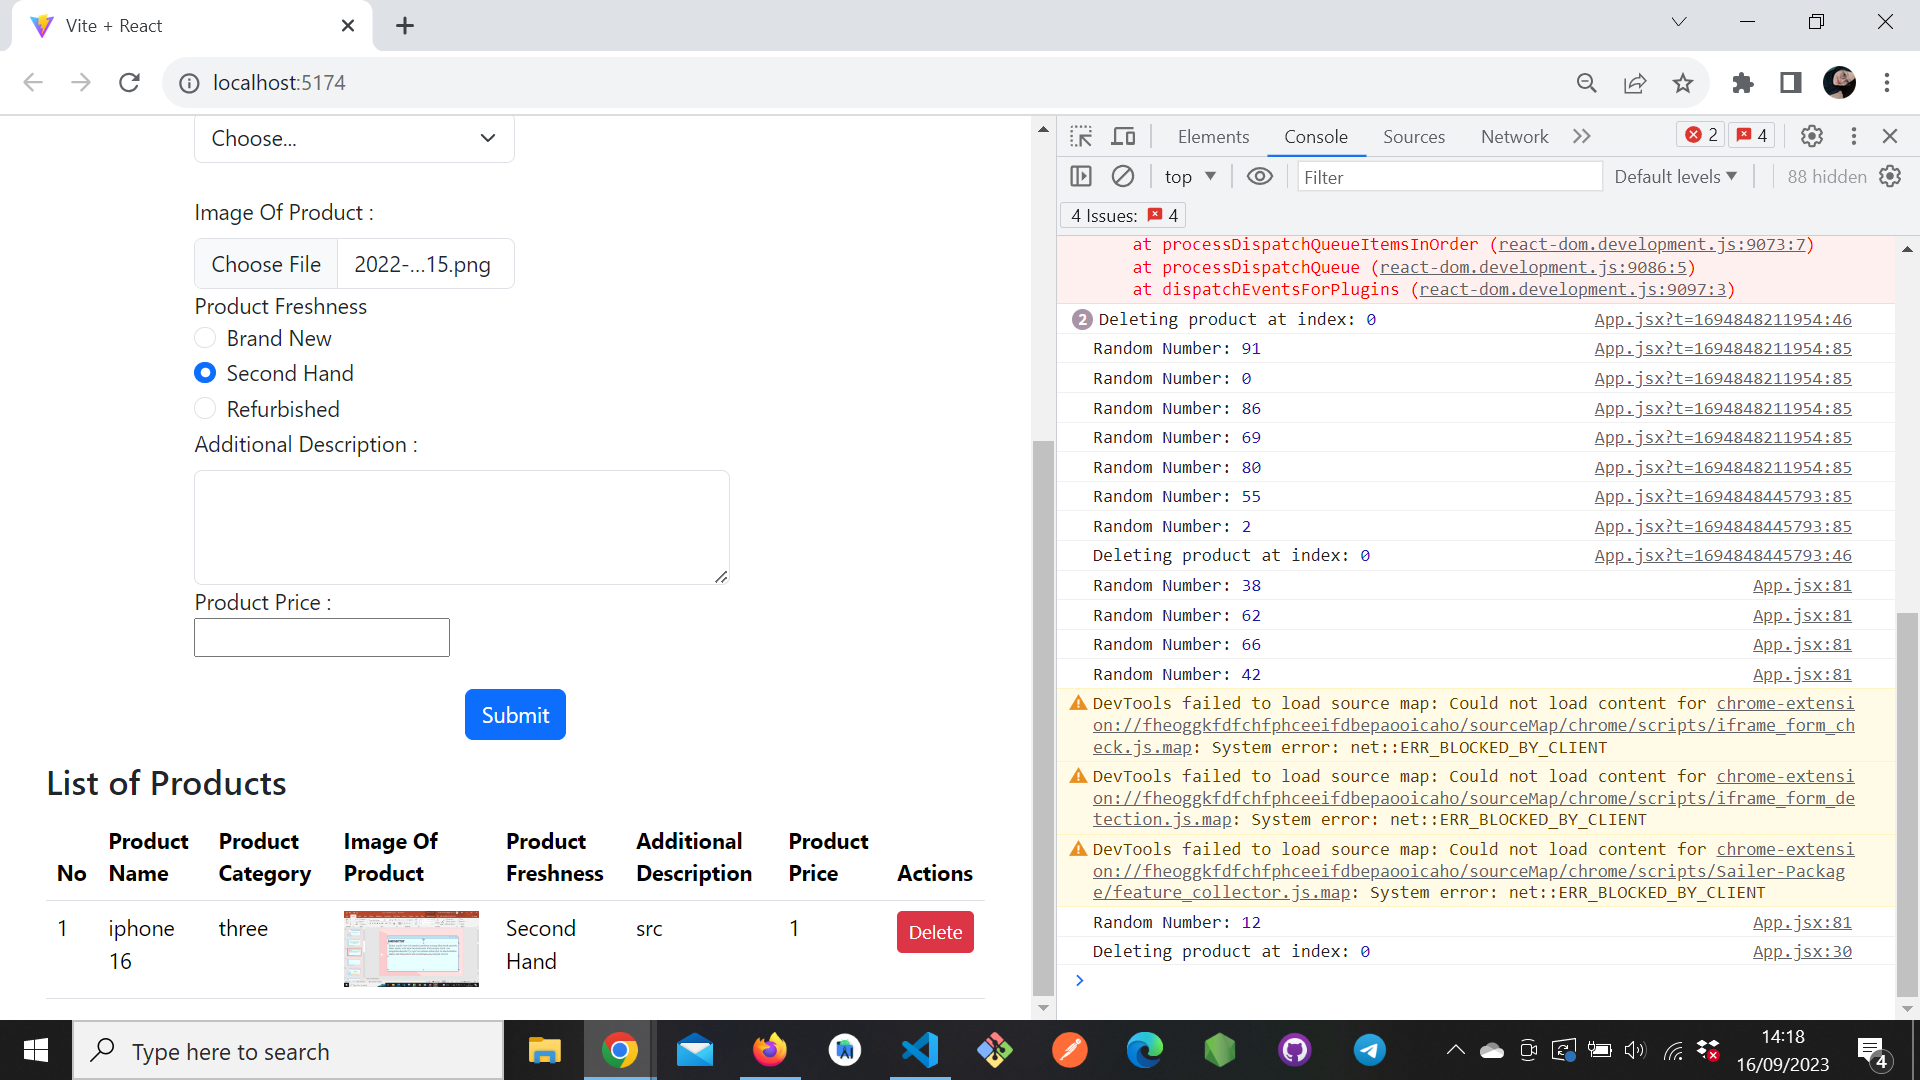 Vite + React
localhost:5174
Choose...
Image Of Product :
Choose File 2022-...15.png
Product Freshness
Brand New
Second Hand
Refurbished
Additional Description :
Product Price :
Submit
List of Products
No Product Name Product Category Image Of Product Product Freshness Additional Description Product Price Actions
1 iphone 16 three Second Hand src 1 Delete
Elements Console Sources Network 2 4
top Filter Default levels 88 hidden
4 Issues: 4
at processDispatchQueueItemsInOrder (react-dom.development.js:9073:7)
at processDispatchQueue (react-dom.development.js:9086:5)
at dispatchEventsForPlugins (react-dom.development.js:9097:3)
2 Deleting product at index: 0 App.jsx?t=1694848211954:46
Random Number: 91 App.jsx?t=1694848211954:85
Random Number: 0 App.jsx?t=1694848211954:85
Random Number: 86 App.jsx?t=1694848211954:85
Random Number: 69 App.jsx?t=1694848211954:85
Random Number: 80 App.jsx?t=1694848211954:85
Random Number: 55 App.jsx?t=1694848445793:85
Random Number: 2 App.jsx?t=1694848445793:85
Deleting product at index: 0 App.jsx?t=1694848445793:46
Random Number: 38 App.jsx:81
Random Number: 62 App.jsx:81
Random Number: 66 App.jsx:81
Random Number: 42 App.jsx:81
DevTools failed to load source map: Could not load content for chrome-extensi
on://fheoggkfdfchfphceeifdbepaooicaho/sourceMap/chrome/scripts/iframe_form_ch
eck.js.map: System error: net::ERR_BLOCKED_BY_CLIENT
DevTools failed to load source map: Could not load content for chrome-extensi
on://fheoggkfdfchfphceeifdbepaooicaho/sourceMap/chrome/scripts/iframe_form_de
tection.js.map: System error: net::ERR_BLOCKED_BY_CLIENT
DevTools failed to load source map: Could not load content for chrome-extensi
on://fheoggkfdfchfphceeifdbepaooicaho/sourceMap/chrome/scripts/Sailer-Packag
e/feature_collector.js.map: System error: net::ERR_BLOCKED_BY_CLIENT
Random Number: 12 App.jsx:81
Deleting product at index: 0 App.jsx:30
Type here to search
14:18
16/09/2023
4